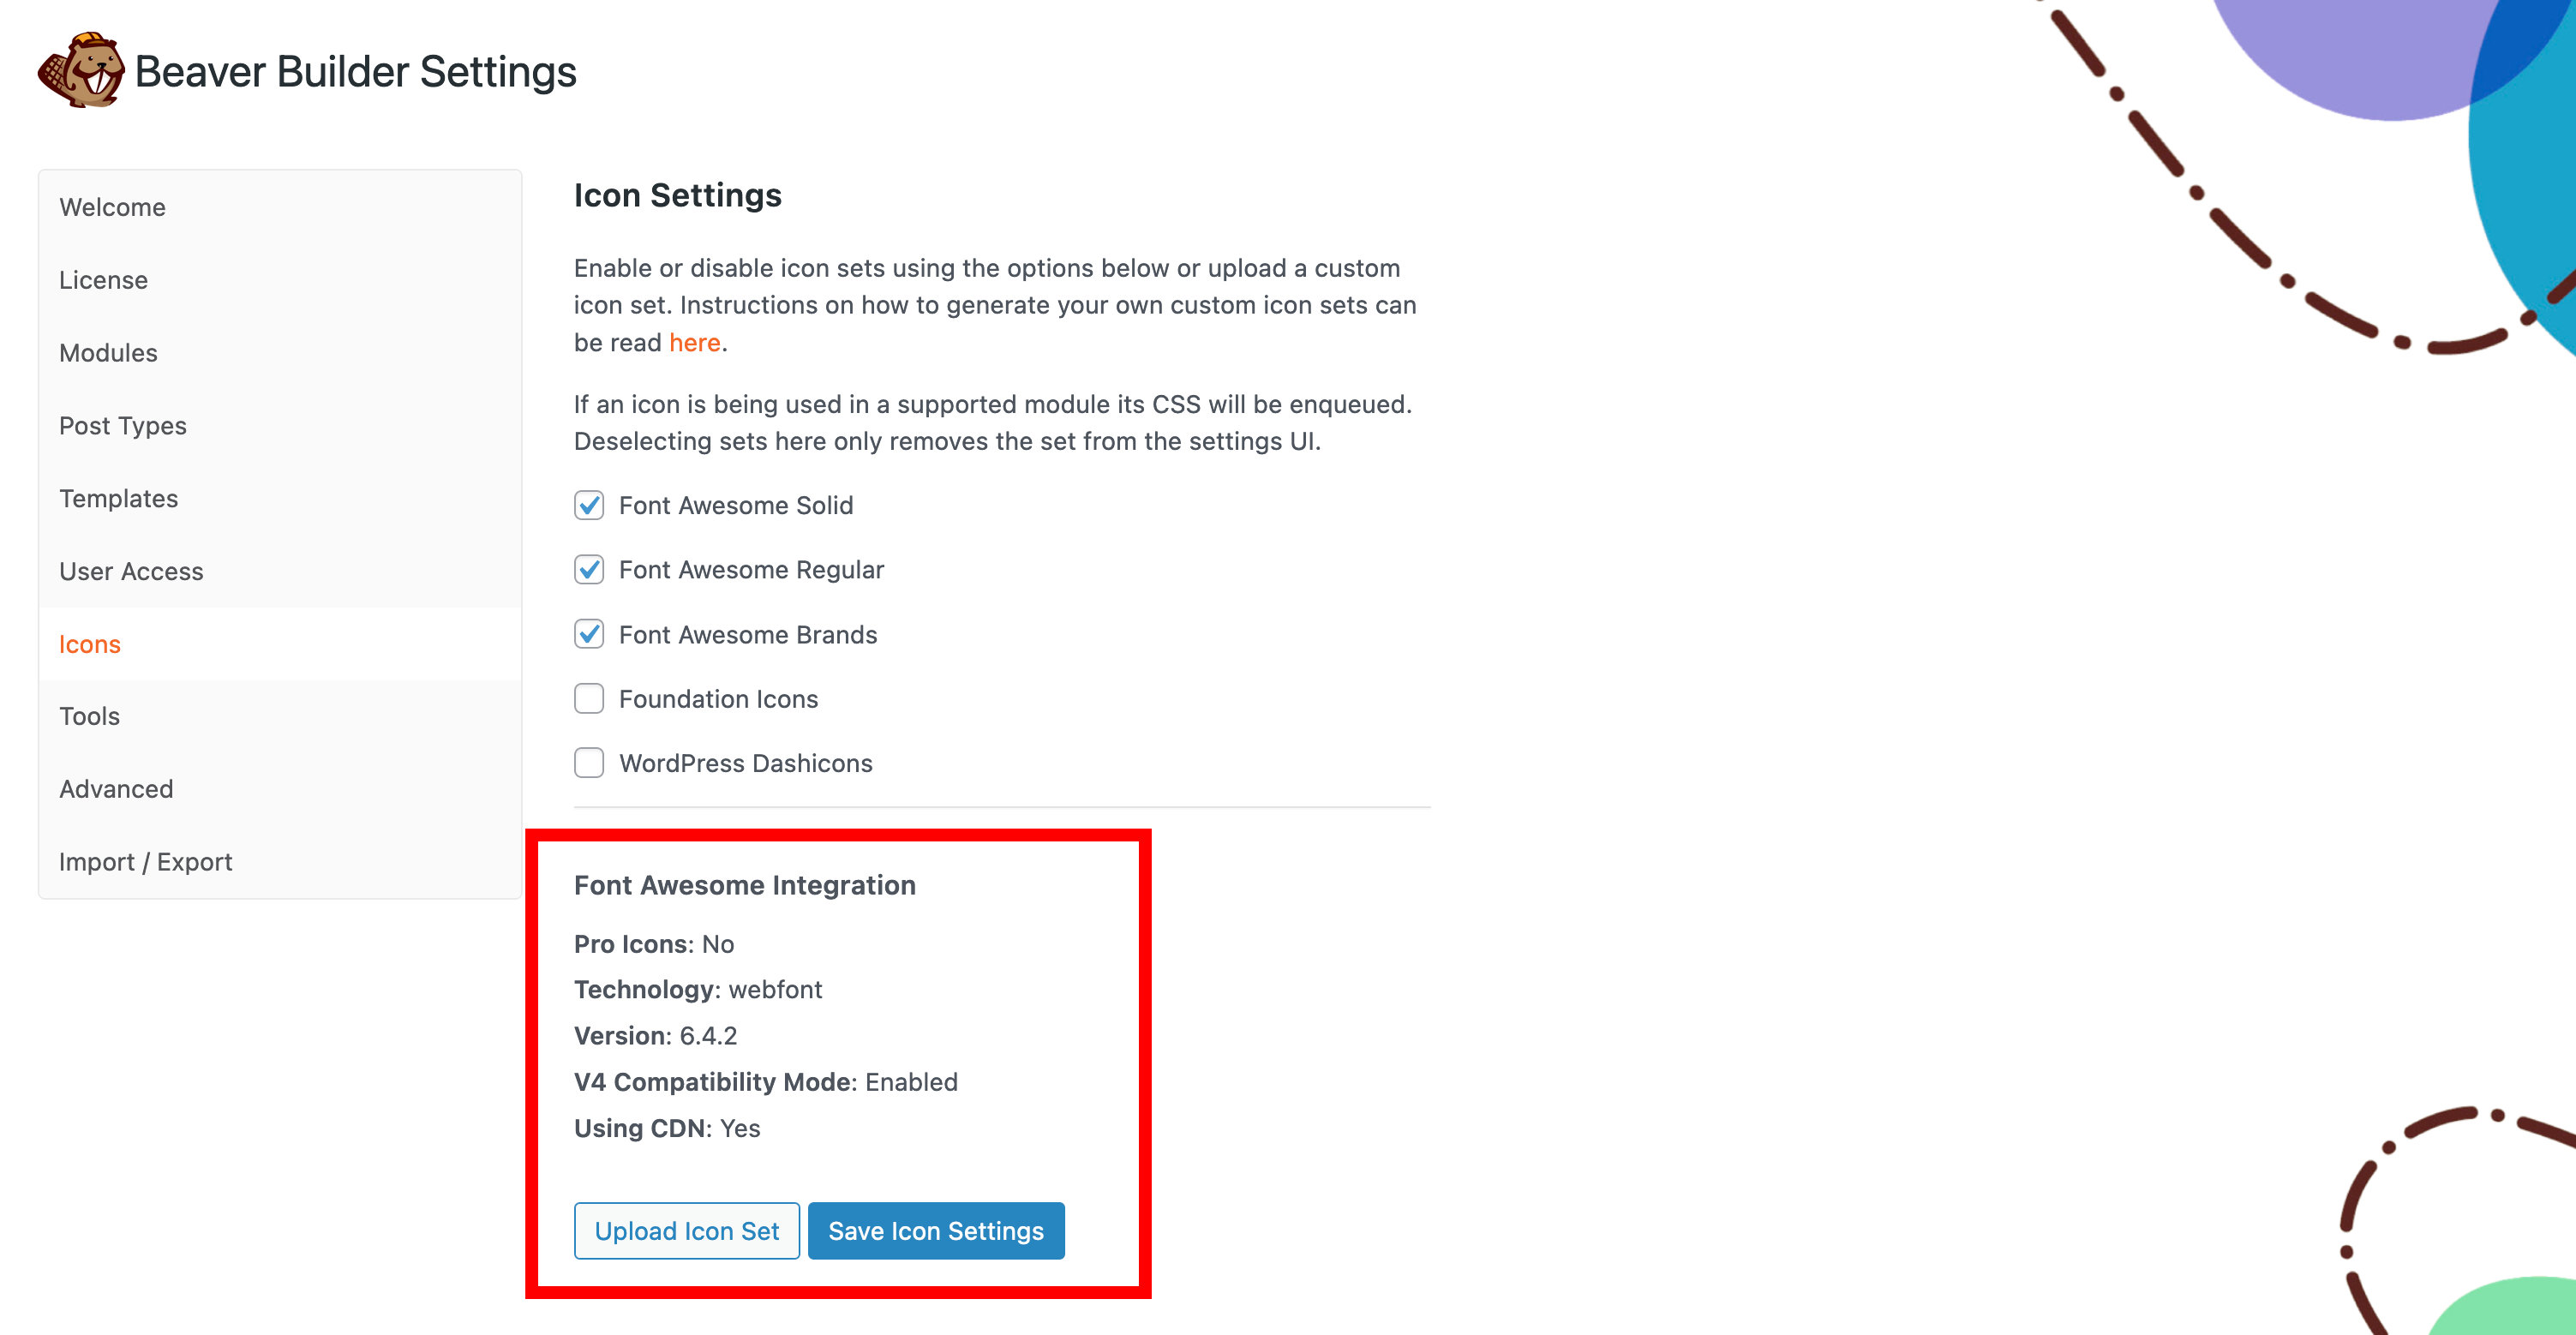 Beaver Builder Settings
Welcome
License
Modules
Post Types
Templates
User Access
Icons
Tools
Advanced
Import / Export
Icon Settings
Enable or disable icon sets using the options below or upload a custom
icon set. Instructions on how to generate your own custom icon sets can
be read here.
If an icon is being used in a supported module its CSS will be enqueued.
Deselecting sets here only removes the set from the settings UI.
Font Awesome Solid
Font Awesome Regular
Font Awesome Brands
Foundation Icons
WordPress Dashicons
Font Awesome Integration
Pro Icons: No
Technology: webfont
Version: 6.4.2
V4 Compatibility Mode: Enabled
Using CDN: Yes
Upload Icon Set
Save Icon Settings